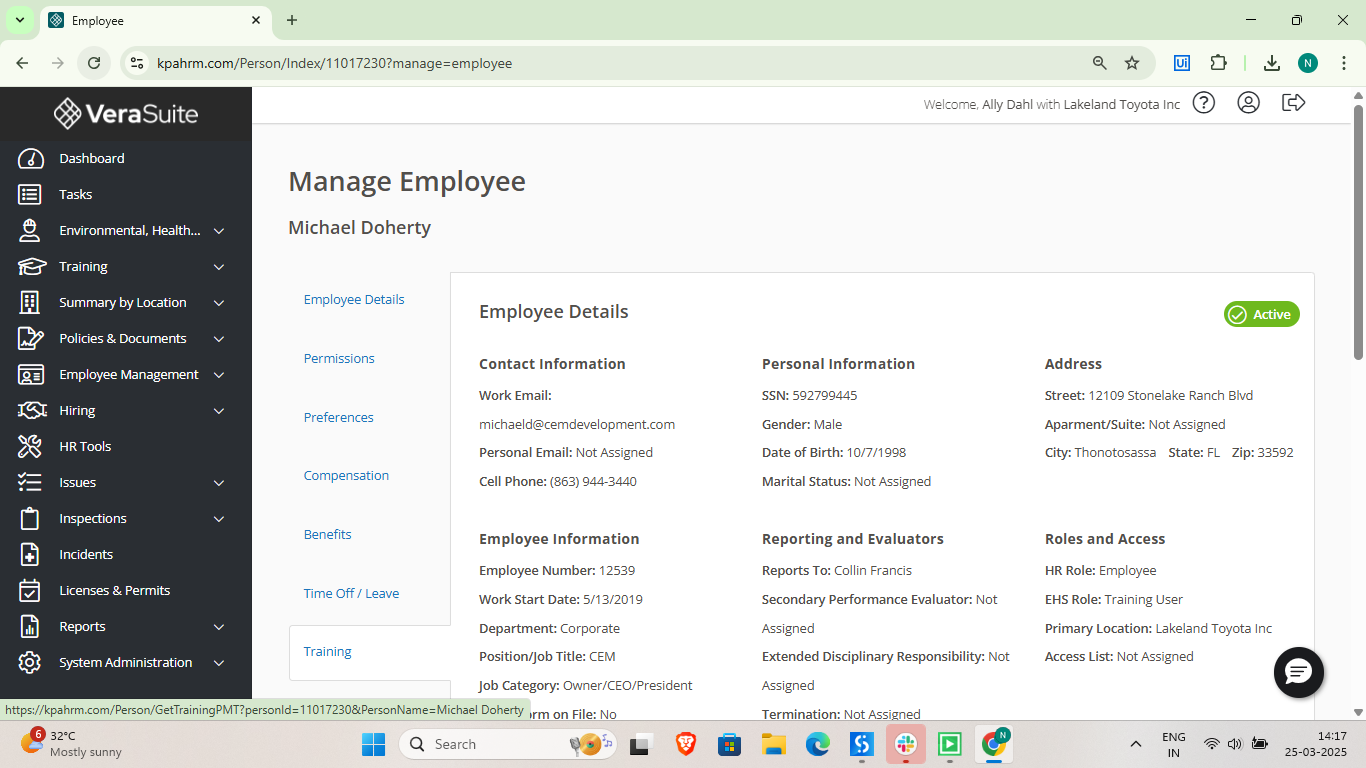 Employee
kpahrm.com/Person/Index/11017230?manage=employee
Ui
N
VeraSuite
Welcome, Ally Dahl with Lakeland Toyota Inc
?
Dashboard
Tasks
Environmental, Health...
Training
Summary by Location
Policies & Documents
Employee Management
Hiring
HR Tools
Issues
Inspections
Incidents
Licenses & Permits
Reports
System Administration
Manage Employee
Michael Doherty
Employee Details
Permissions
Preferences
Compensation
Benefits
Time Off / Leave
Training
Employee Details
Active
Contact Information
Work Email:
michaeld@cemdevelopment.com
Personal Email: Not Assigned
Cell Phone: (863) 944-3440
Personal Information
SSN: 592799445
Gender: Male
Date of Birth: 10/7/1998
Marital Status: Not Assigned
Address
Street: 12109 Stonelake Ranch Blvd
Aparment/Suite: Not Assigned
City: Thonotosassa State: FL Zip: 33592
Employee Information
Employee Number: 12539
Work Start Date: 5/13/2019
Department: Corporate
Position/Job Title: CEM
Job Category: Owner/CEO/President
orm on File: No
Reporting and Evaluators
Reports To: Collin Francis
Secondary Performance Evaluator: Not
Assigned
Extended Disciplinary Responsibility: Not
Assigned
Termination: Not Assigned
Roles and Access
HR Role: Employee
EHS Role: Training User
Primary Location: Lakeland Toyota Inc
Access List: Not Assigned
https://kpahrm.com/Person/GetTrainingPMT?personId=11017230&PersonName=Michael Doherty
6
32°C
Mostly sunny
Search
N
ENG
IN
14:17
25-03-2025